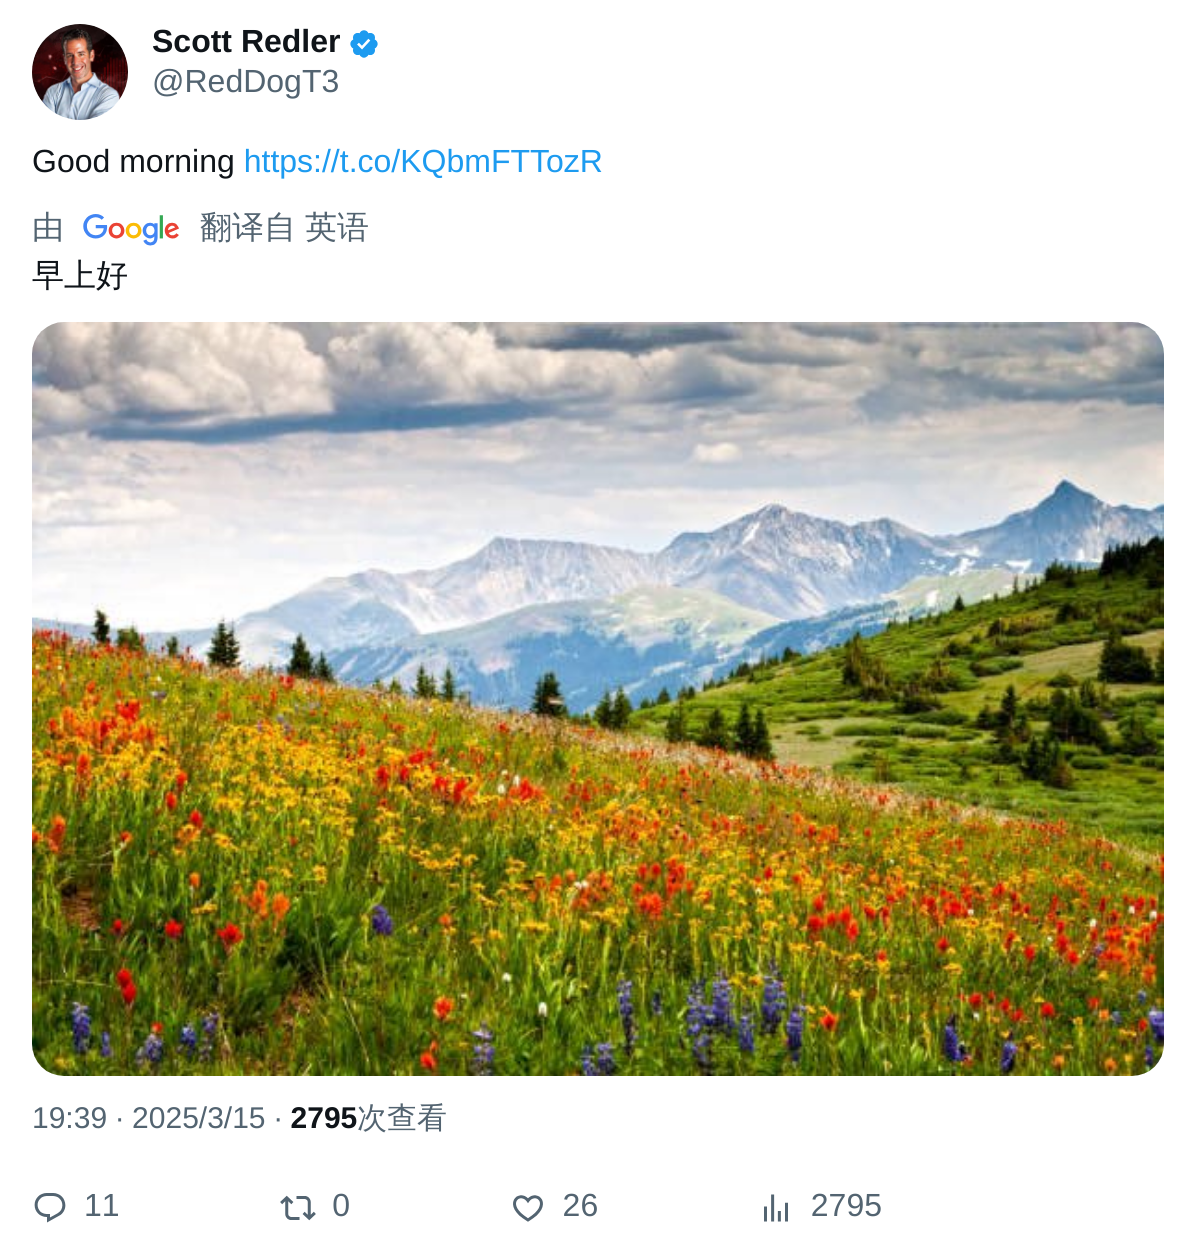 Scott Redler
@RedDogT3
Good morning https://t.co/KQbmFTTozR
由 Google 翻译自 英语
早上好
19:39 · 2025/3/15 · 2795次查看
11 0 26 2795